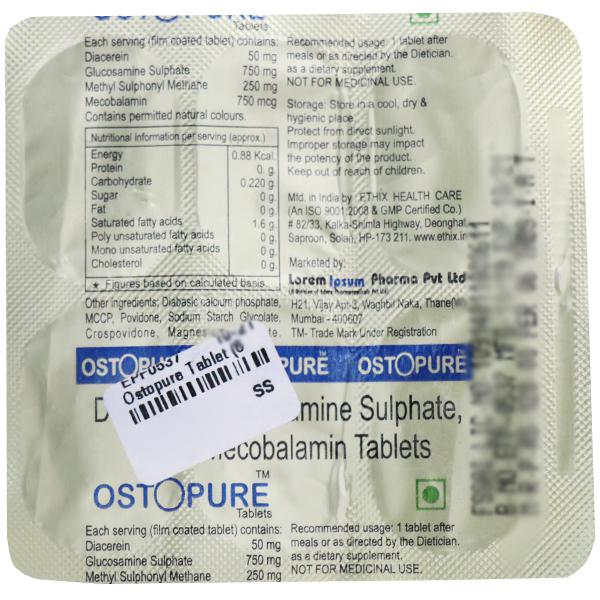 OSTOPURE
Tablets
Each serving (film coated tablet) contains:
Diacerein 50 mg
Glucosamine Sulphate 750 mg
Methyl Sulphonyl Methane 250 mg
Mecobalamin 750 mcg
Contains permitted natural colours.
Nutritional information per serving (approx.)
Energy 0.88 Kcal.
Protein 0. g.
Carbohydrate 0.220 g.
Sugar 0 g.
Fat 0 g.
Saturated fatty acids 1.6 g.
Poly unsaturated fatty acids 0 g.
Mono unsaturated fatty acids 0 g.
Cholesterol 0 g.
* Figures based on calculated basis.
Other ingredients: Diabasic calcium phosphate,
MCCP, Povidone, Sodium Starch Glycolate,
Crospovidone,
Recommended usage: 1 tablet after
meals or as directed by the Dietician.
as a dietary supplement.
NOT FOR MEDICINAL USE.
Storage: Store in a cool, dry &
hygienic place.
Protect from direct sunlight.
Improper storage may impact
the potency of the product.
Keep out of reach of children.
Mfd. in India by : ETHIX HEALTH CARE
(An ISO 9001:2008 & GMP Certified Co.)
# 82/33, Kalka-Shimla Highway, Deonghat
Saproon, Solan, HP-173 211. www.ethix.in
Marketed by:
Lorem Ipsum Pharma Pvt Ltd
H21, Vijay Apt-3, Waghbil Naka, Thane
Mumbai - 400607
TM- Trade Mark Under Registration
OSTOPURE™ OSTOPURE™
Ostopure Tablet
SS
Sulphate,
Mecobalamin Tablets
OSTOPURE™
Tablets
Each serving (film coated tablet) contains:
Diacerein 50 mg
Glucosamine Sulphate 750 mg
Methyl Sulphonyl Methane 250 mg
Recommended usage: 1 tablet after
meals or as directed by the Dietician.
as a dietary supplement.
NOT FOR MEDICINAL USE.